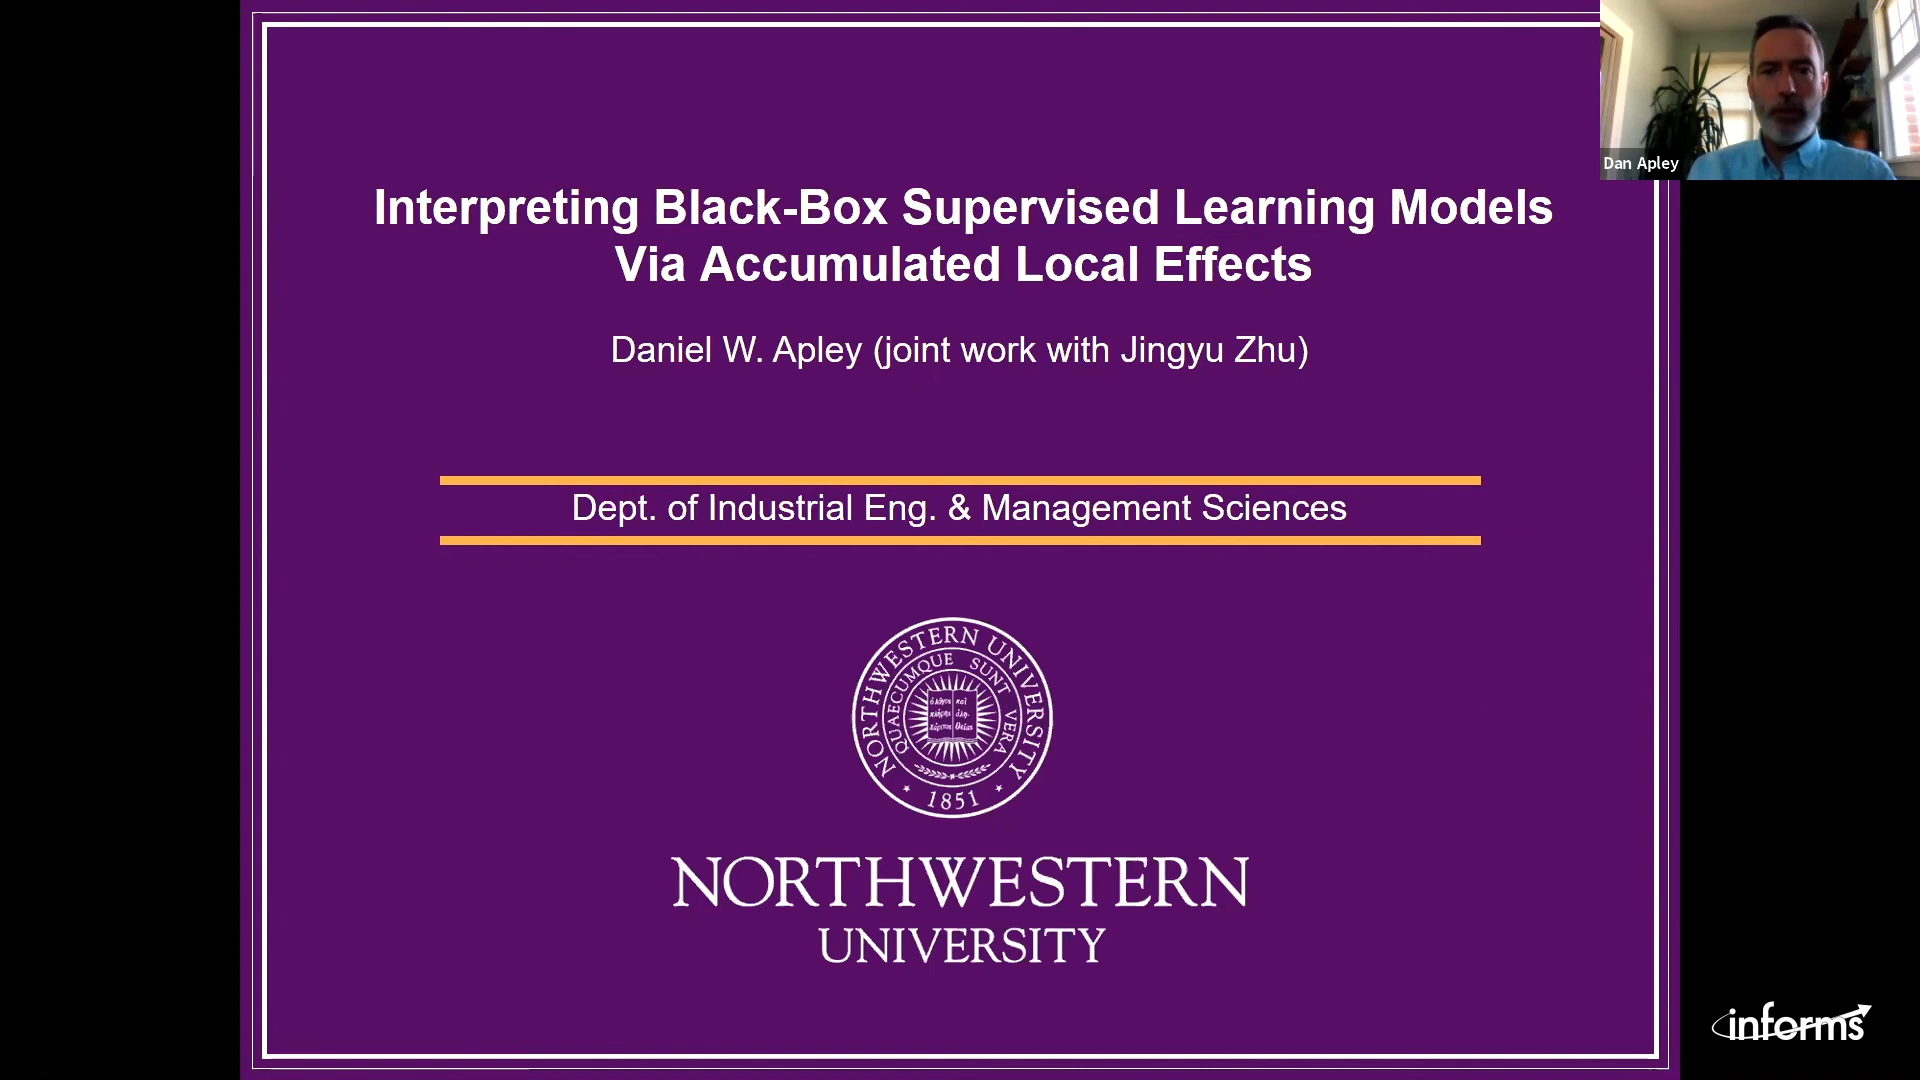 Interpreting Black-Box Supervised Learning Models
Via Accumulated Local Effects
Daniel W. Apley (joint work with Jingyu Zhu)
Dept. of Industrial Eng. & Management Sciences
NORTHWESTERN UNIVERSITY
QUAECUMQUE SUNT VERA
1851
NORTHWESTERN
UNIVERSITY
Dan Apley
informs